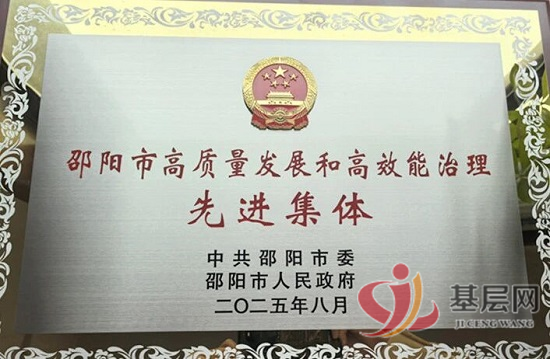 邵阳市高质量发展和高效能治理
先进集体
中共邵阳市委
邵阳市人民政府
二〇二五年八月
基层网
JI CENG WANG